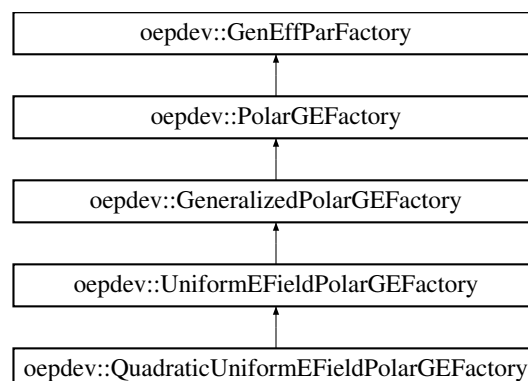 oepdev::GenEffParFactory
oepdev::PolarGEFactory
oepdev::GeneralizedPolarGEFactory
oepdev::UniformEFieldPolarGEFactory
oepdev::QuadraticUniformEFieldPolarGEFactory